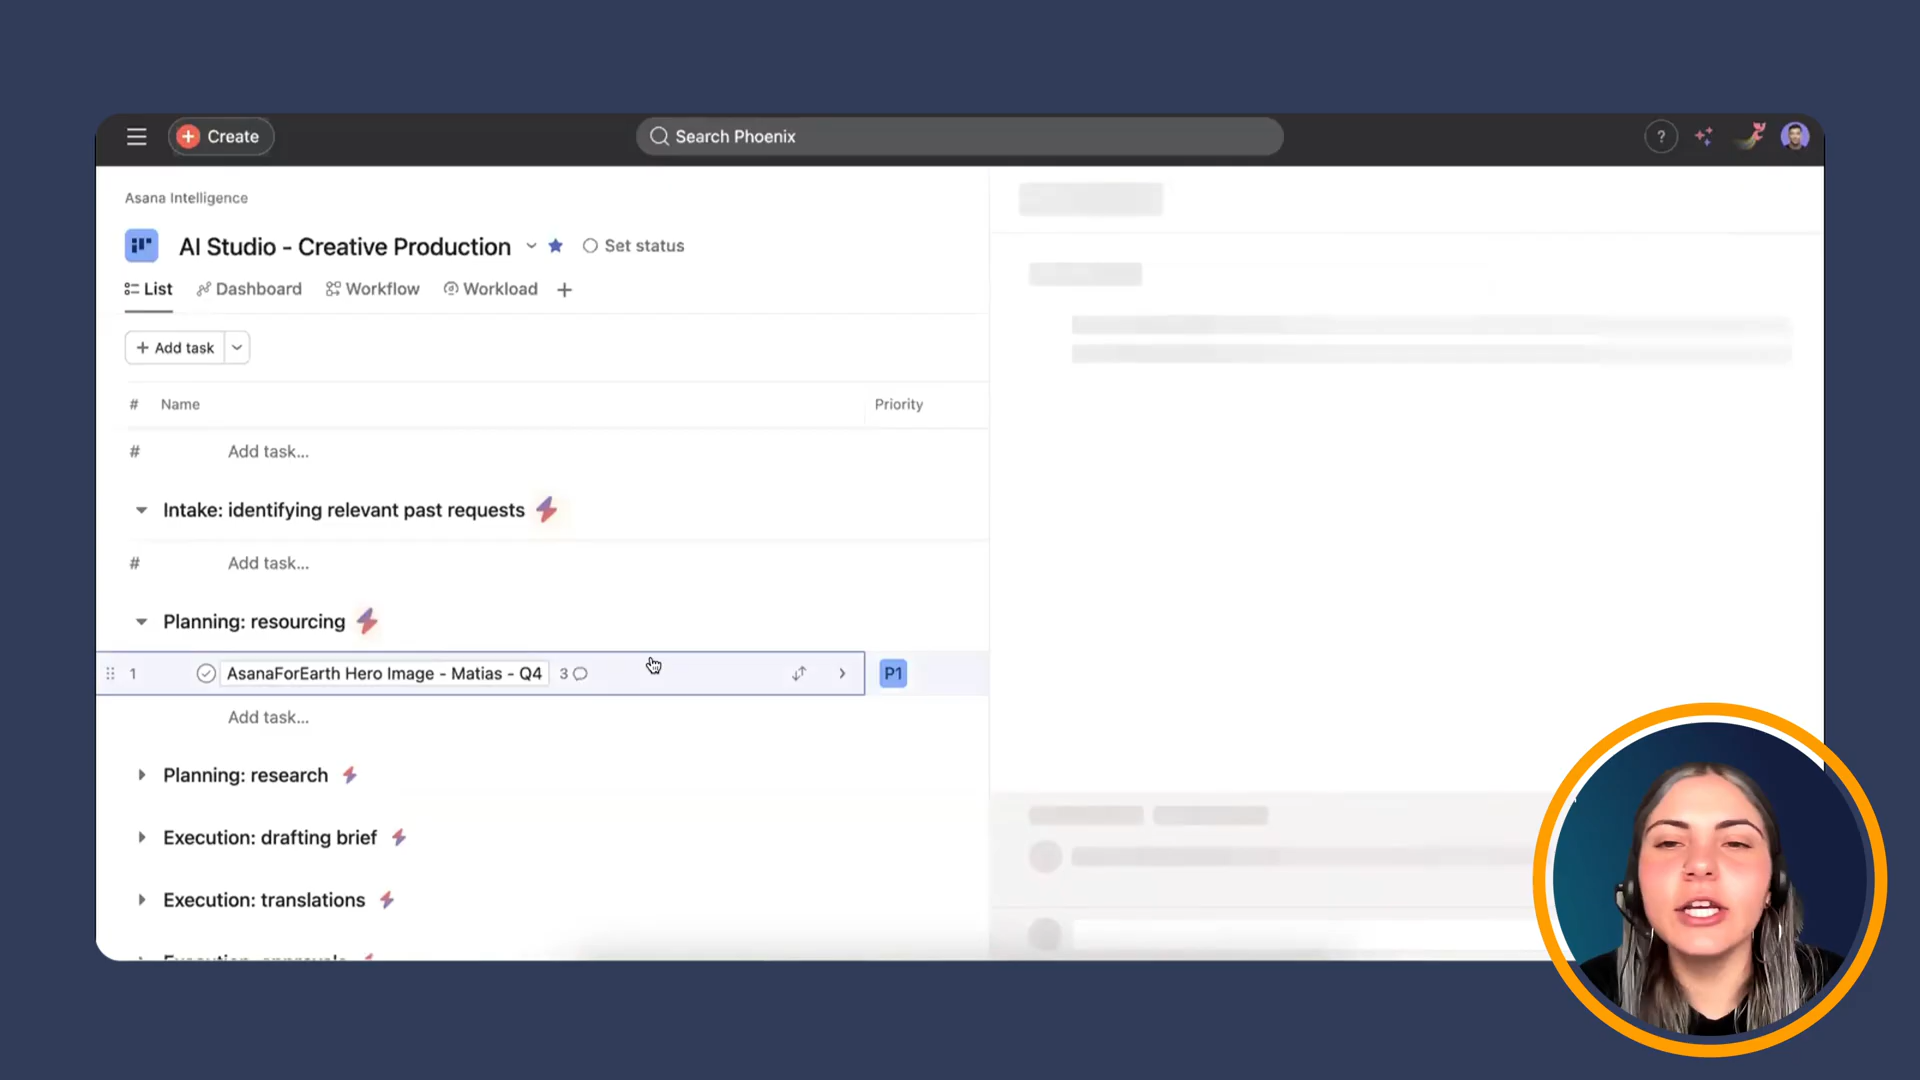 Create
Search Phoenix
?
Asana Intelligence
AI Studio - Creative Production
Set status
List Dashboard Workflow Workload +
+ Add task
# Name Priority
# Add task...
Intake: identifying relevant past requests
# Add task...
Planning: resourcing
1 AsanaForEarth Hero Image - Matias - Q4 3 P1
Add task...
Planning: research
Execution: drafting brief
Execution: translations